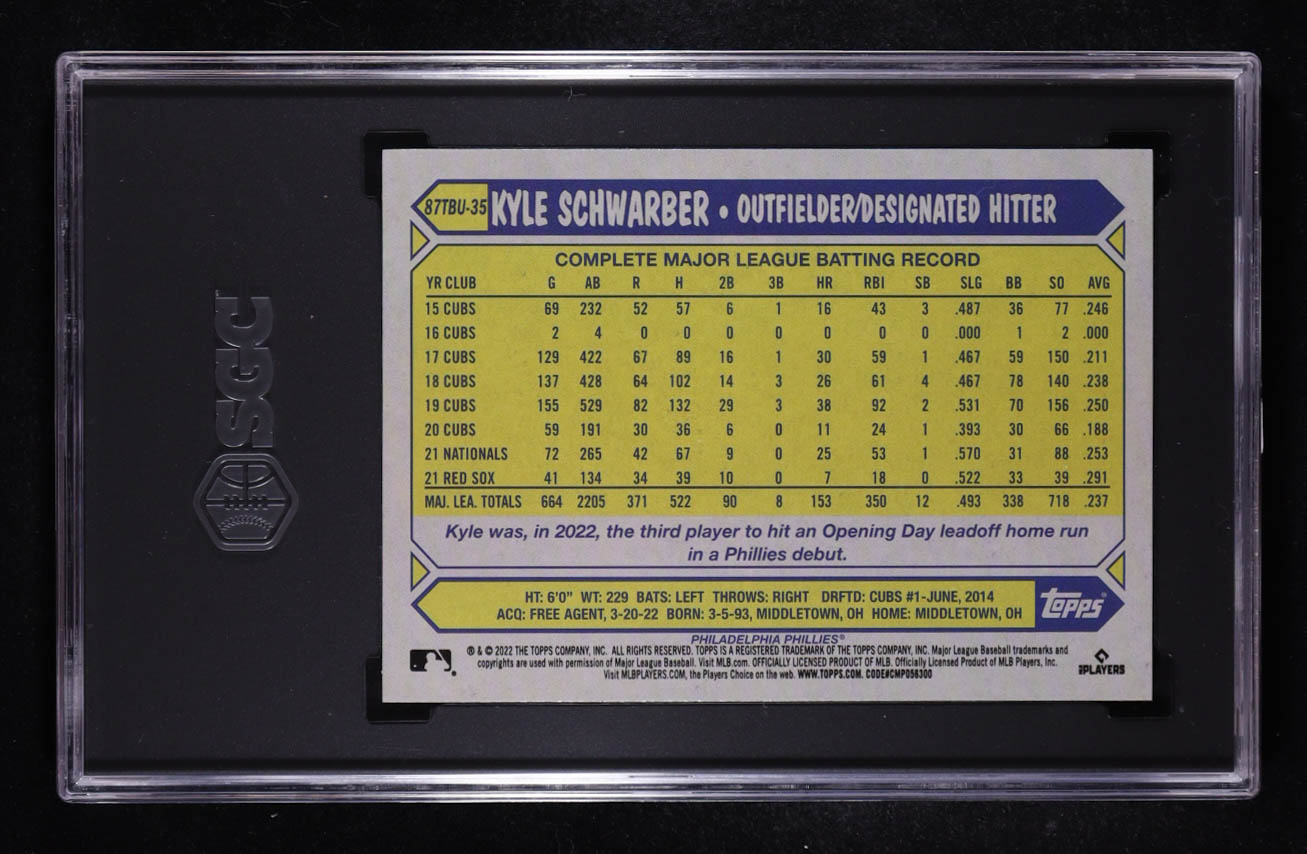 SGC
87TBU-35 KYLE SCHWARBER • OUTFIELDER/DESIGNATED HITTER
COMPLETE MAJOR LEAGUE BATTING RECORD
YR CLUB G AB R H 2B 3B HR RBI SB SLG BB SO AVG
15 CUBS 69 232 52 57 6 1 16 43 3 .487 36 77 .246
16 CUBS 2 4 0 0 0 0 0 0 0 .000 1 2 .000
17 CUBS 129 422 67 89 16 1 30 59 1 .467 59 150 .211
18 CUBS 137 428 64 102 14 3 26 61 4 .467 78 140 .238
19 CUBS 155 529 82 132 29 3 38 92 2 .531 70 156 .250
20 CUBS 59 191 30 36 6 0 11 24 1 .393 30 66 .188
21 NATIONALS 72 265 42 67 9 0 25 53 1 .570 31 88 .253
21 RED SOX 41 134 34 39 10 0 7 18 0 .522 33 39 .291
MAJ. LEA. TOTALS 664 2205 371 522 90 8 153 350 12 .493 338 718 .237
Kyle was, in 2022, the third player to hit an Opening Day leadoff home run
in a Phillies debut.
HT: 6'0" WT: 229 BATS: LEFT THROWS: RIGHT DRFTD: CUBS #1-JUNE, 2014
ACQ: FREE AGENT, 3-20-22 BORN: 3-5-93, MIDDLETOWN, OH HOME: MIDDLETOWN, OH
topps®
PHILADELPHIA PHILLIES®
® & © 2022 THE TOPPS COMPANY, INC. ALL RIGHTS RESERVED. TOPPS IS A REGISTERED TRADEMARK OF THE TOPPS COMPANY, INC. Major League Baseball trademarks and
copyrights are used with permission of Major League Baseball. Visit MLB.com. OFFICIALLY LICENSED PRODUCT OF MLB. Officially Licensed Product of MLB Players, Inc.
Visit MLBPLAYERS.COM, the Players Choice on the web. WWW.TOPPS.COM. CODE#CMP056300
PLAYERS